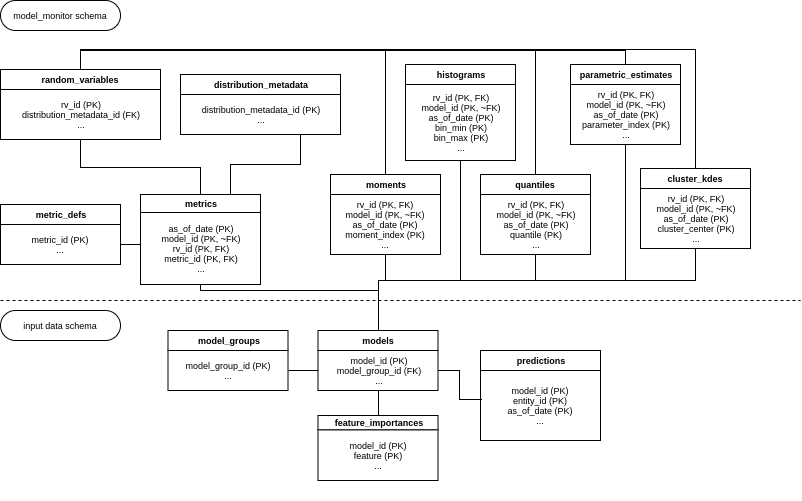 model_monitor schema
random_variables
rv_id (PK)
distribution_metadata_id (FK)
...
distribution_metadata
distribution_metadata_id (PK)
...
histograms
rv_id (PK, FK)
model_id (PK, ~FK)
as_of_date (PK)
bin_min (PK)
bin_max (PK)
...
parametric_estimates
rv_id (PK, FK)
model_id (PK, ~FK)
as_of_date (PK)
parameter_index (PK)
...
metric_defs
metric_id (PK)
...
metrics
as_of_date (PK)
model_id (PK, ~FK)
rv_id (PK, FK)
metric_id (PK, FK)
...
moments
rv_id (PK, FK)
model_id (PK, ~FK)
as_of_date (PK)
moment_index (PK)
...
quantiles
rv_id (PK, FK)
model_id (PK, ~FK)
as_of_date (PK)
quantile (PK)
...
cluster_kdes
rv_id (PK, FK)
model_id (PK, ~FK)
as_of_date (PK)
cluster_center (PK)
...
input data schema
model_groups
model_group_id (PK)
...
models
model_id (PK)
model_group_id (FK)
...
predictions
model_id (PK)
entity_id (PK)
as_of_date (PK)
...
feature_importances
model_id (PK)
feature (PK)
...